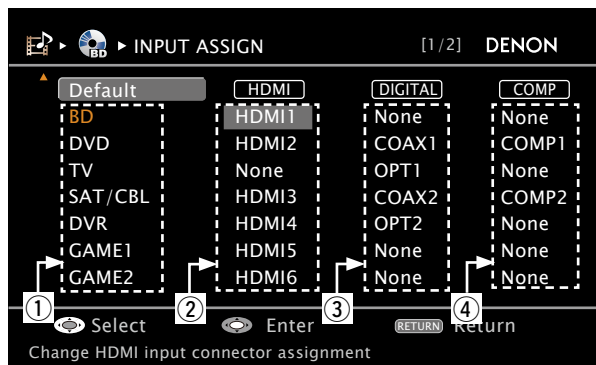 BD ▸ INPUT ASSIGN [1/2] DENON
Default HDMI DIGITAL COMP
BD HDMI1 None None
DVD HDMI2 COAX1 COMP1
TV None OPT1 None
SAT/CBL HDMI3 COAX2 COMP2
DVR HDMI4 OPT2 None
GAME1 HDMI5 None None
GAME2 HDMI6 None None
① ② ③ ④
Select Enter RETURN Return
Change HDMI input connector assignment